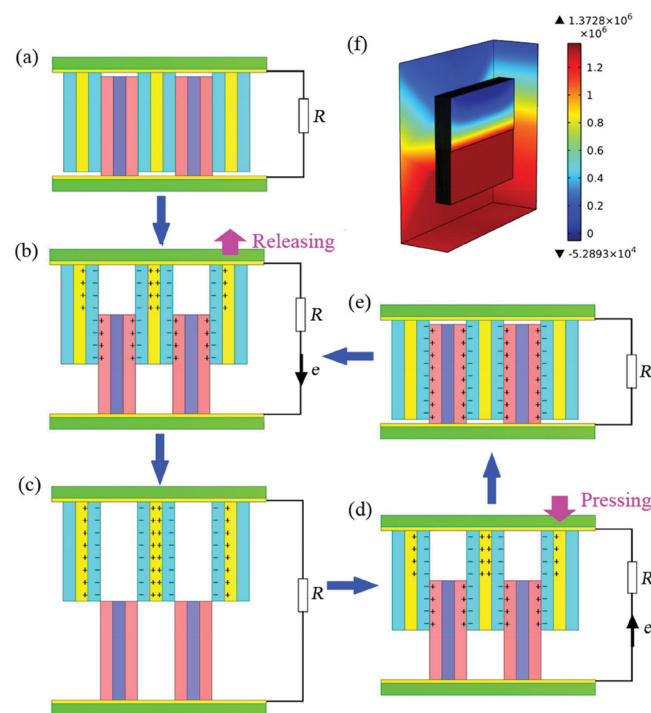 (a)
R
(b)
Releasing
R
e
(c)
R
(d)
Pressing
R
e
(e)
R
(f)
▲ 1.3728×10⁶
×10⁶
1.2
1
0.8
0.6
0.4
0.2
0
▼ -5.2893×10⁴